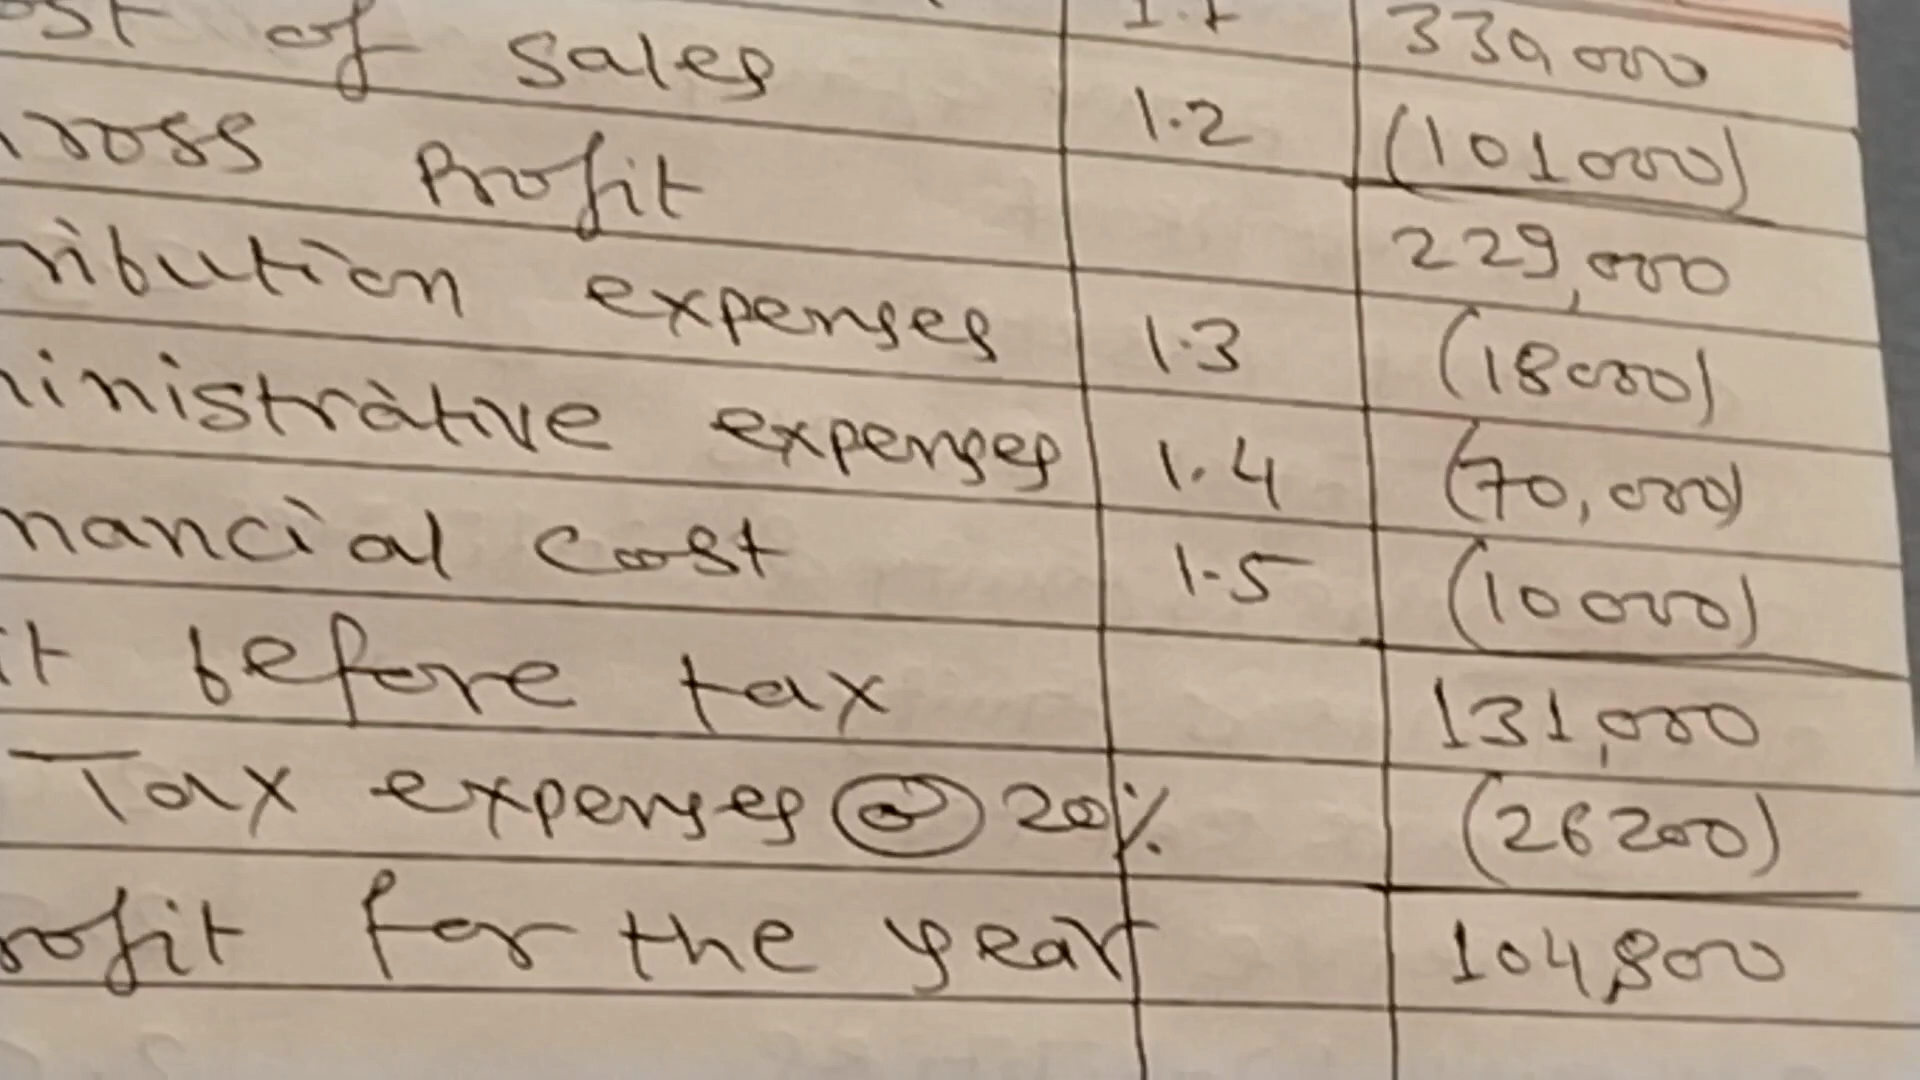 1.1 330,000
ost of sales 1.2 (101000)
ross Profit 229,000
ribution expenses 1.3 (18000)
inistrative expenses 1.4 (70,000)
nancial cost 1.5 (10000)
it before tax 131,000
Tax expenses @ 20% (26200)
rofit for the year 104,800